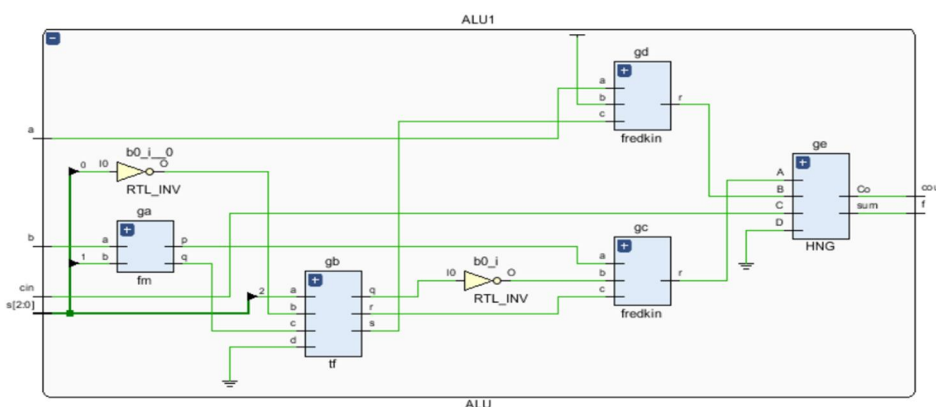 ALU1
gd
a
b
c
r
fredkin
a
b0_i__0
0
I0
O
RTL_INV
ge
A
B
C
D
Co
sum
cou
f
HNG
ga
b
a
b
p
q
1
fm
gc
a
b
c
r
fredkin
gb
b0_i
I0
O
RTL_INV
cin
s[2:0]
2
a
b
c
d
q
r
s
tf
ALU